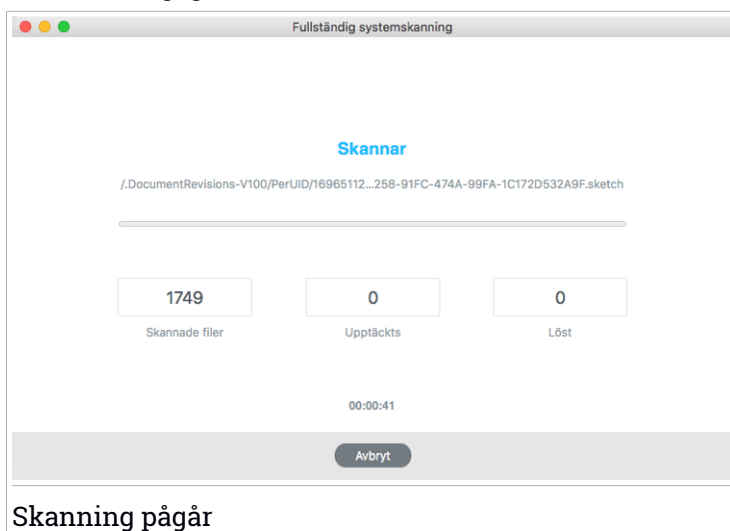 Fullständig systemskanning
Skannar
/.DocumentRevisions-V100/PerUID/16965112...258-91FC-474A-99FA-1C172D532A9F.sketch
1749 0 0
Skannade filer Upptäckts Löst
00:00:41
Avbryt
Skanning pågår